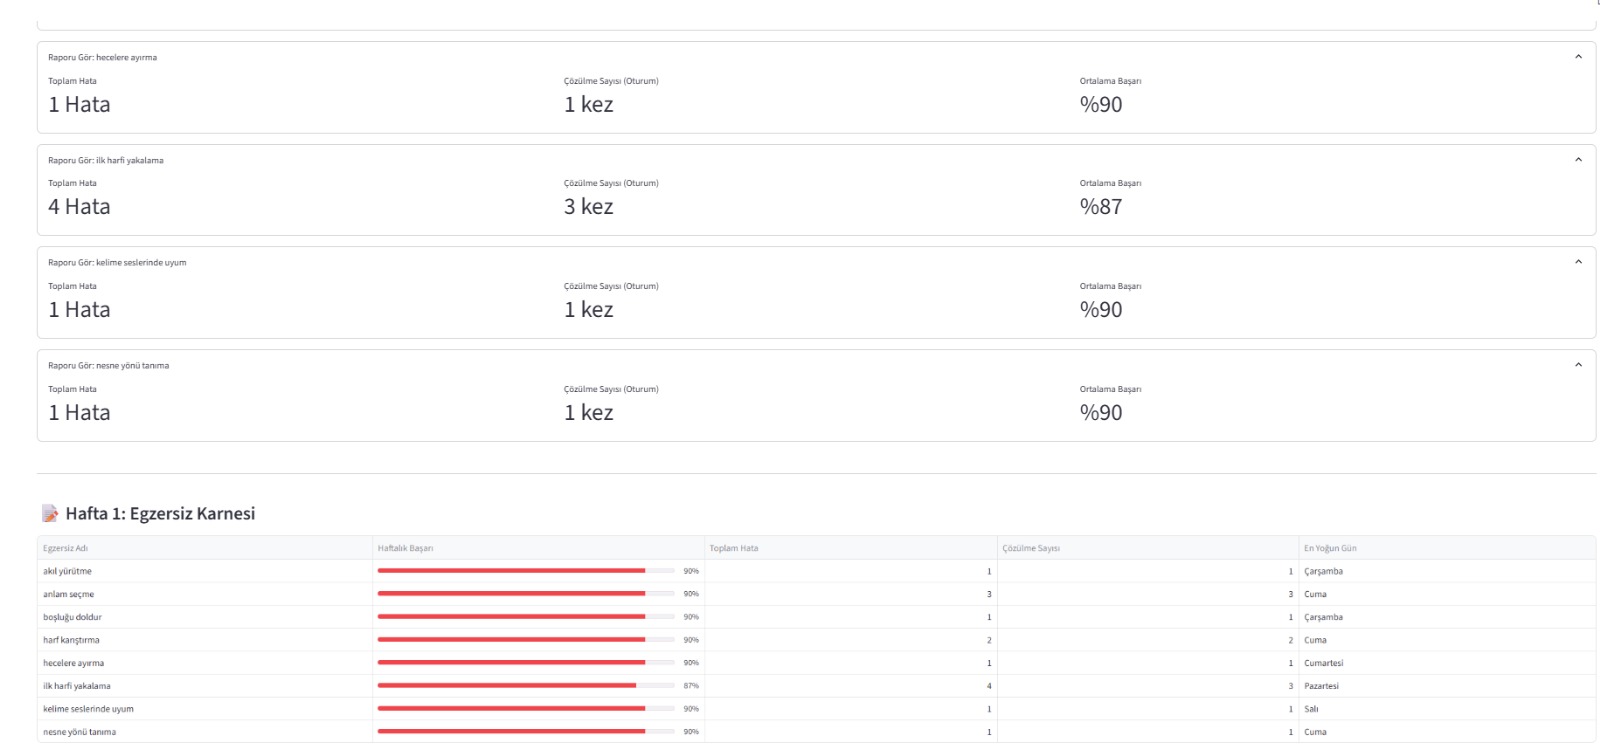 Raporu Gör: hecelere ayırma
Toplam Hata Çözülme Sayısı (Oturum) Ortalama Başarı
1 Hata 1 kez %90
Raporu Gör: ilk harfi yakalama
Toplam Hata Çözülme Sayısı (Oturum) Ortalama Başarı
4 Hata 3 kez %87
Raporu Gör: kelime seslerinde uyum
Toplam Hata Çözülme Sayısı (Oturum) Ortalama Başarı
1 Hata 1 kez %90
Raporu Gör: nesne yönü tanıma
Toplam Hata Çözülme Sayısı (Oturum) Ortalama Başarı
1 Hata 1 kez %90
Hafta 1: Egzersiz Karnesi
Egzersiz Adı Haftalık Başarı Toplam Hata Çözülme Sayısı En Yoğun Gün
akıl yürütme 90% 1 1 Çarşamba
anlam seçme 90% 3 3 Cuma
boşluğu doldur 90% 1 1 Çarşamba
harf karıştırma 90% 2 2 Cuma
hecelere ayırma 90% 1 1 Cumartesi
ilk harfi yakalama 87% 4 3 Pazartesi
kelime seslerinde uyum 90% 1 1 Salı
nesne yönü tanıma 90% 1 1 Cuma